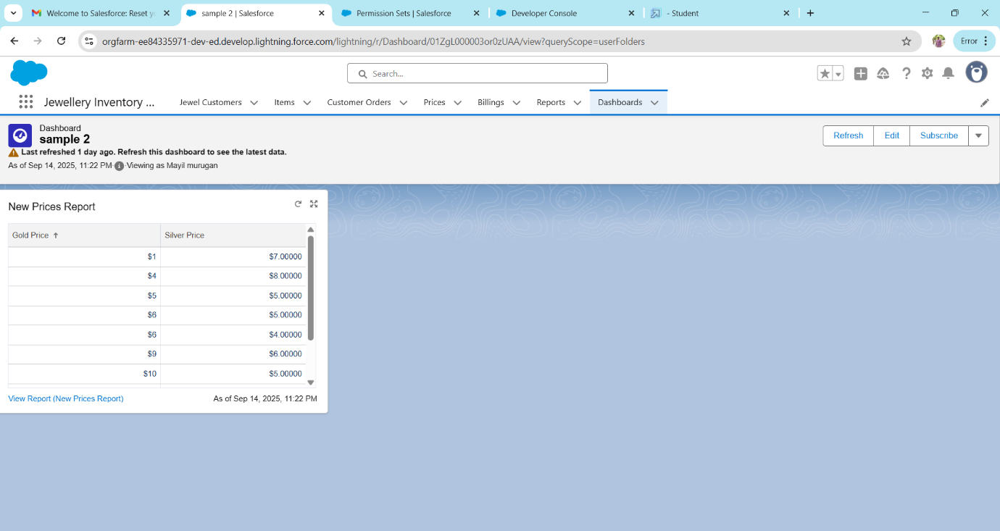 Welcome to Salesforce: Reset yo
sample 2 | Salesforce
Permission Sets | Salesforce
Developer Console
- Student
orgfarm-ee84335971-dev-ed.develop.lightning.force.com/lightning/r/Dashboard/01ZgL000003or0zUAA/view?queryScope=userFolders
Error
Search...
Jewellery Inventory ...
Jewel Customers
Items
Customer Orders
Prices
Billings
Reports
Dashboards
Dashboard
sample 2
Last refreshed 1 day ago. Refresh this dashboard to see the latest data.
As of Sep 14, 2025, 11:22 PM·Viewing as Mayil murugan
Refresh
Edit
Subscribe
New Prices Report
Gold Price ↑ Silver Price
$1 $7.00000
$4 $8.00000
$5 $5.00000
$6 $5.00000
$6 $4.00000
$9 $6.00000
$10 $5.00000
View Report (New Prices Report)
As of Sep 14, 2025, 11:22 PM